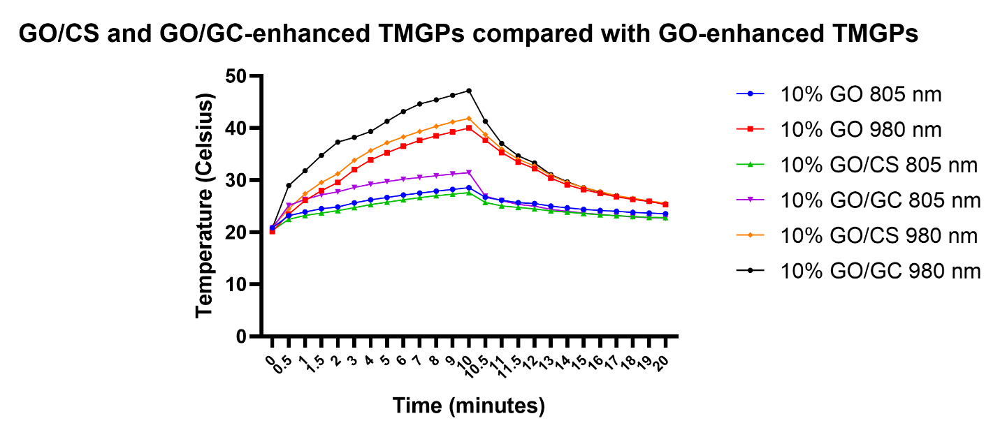 GO/CS and GO/GC-enhanced TMGPs compared with GO-enhanced TMGPs
50
40
30
20
10
0
Temperature (Celsius)
0 0.5 1 1.5 2 3 4 5 6 7 8 9 10 10.5 11 11.5 12 13 14 15 16 17 18 19 20
Time (minutes)
10% GO 805 nm
10% GO 980 nm
10% GO/CS 805 nm
10% GO/GC 805 nm
10% GO/CS 980 nm
10% GO/GC 980 nm